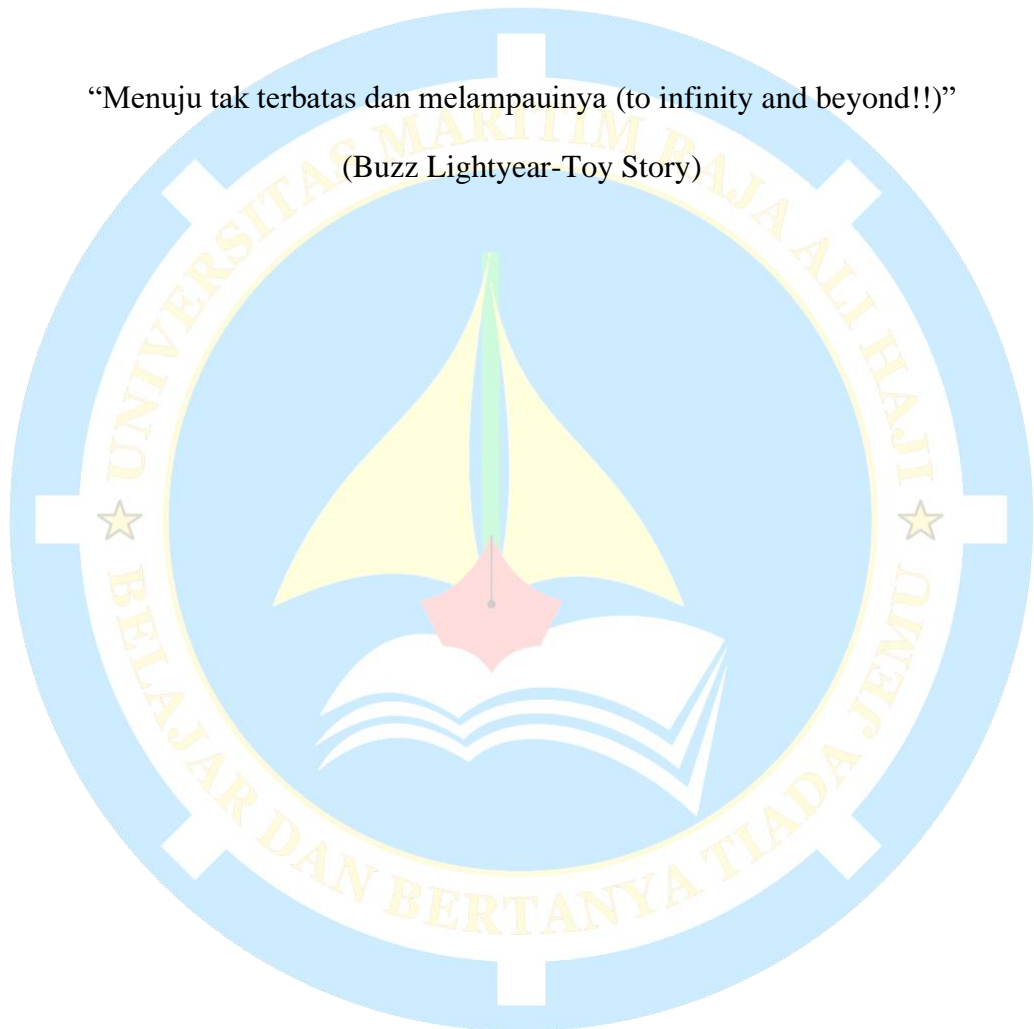 “Menuju tak terbatas dan melampauinya (to infinity and beyond!!)”
(Buzz Lightyear-Toy Story)
UNIVERSITAS MARITIM RAJA ALI HAJI
BELAJAR DAN BERTANYA TIADA JEMU